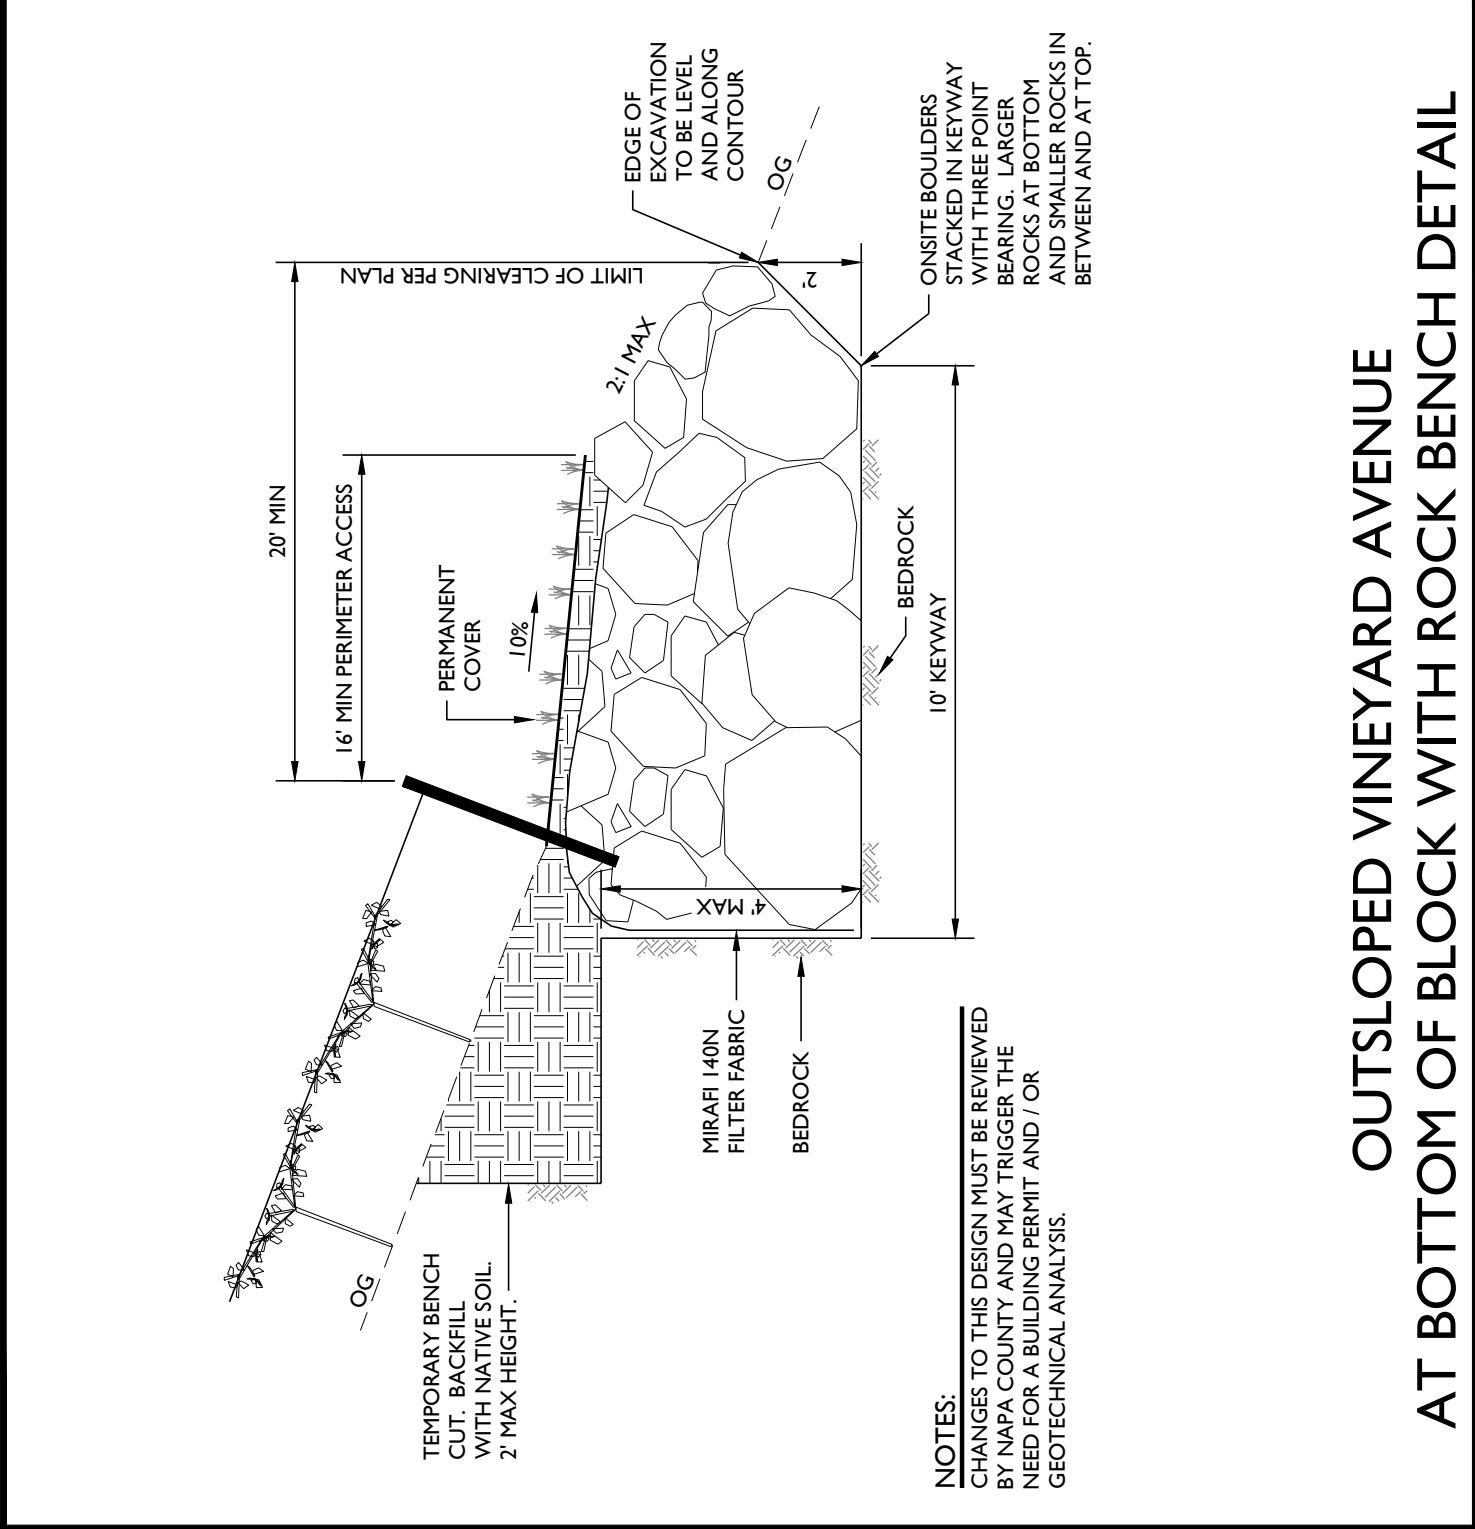 20' MIN
16' MIN PERIMETER ACCESS
LIMIT OF CLEARING PER PLAN
PERMANENT
COVER
10%
2:1 MAX
EDGE OF
EXCAVATION
TO BE LEVEL
AND ALONG
CONTOUR
OG
2'
ONSITE BOULDERS
STACKED IN KEYWAY
WITH THREE POINT
BEARING. LARGER
ROCKS AT BOTTOM
AND SMALLER ROCKS IN
BETWEEN AND AT TOP.
OG
TEMPORARY BENCH
CUT. BACKFILL
WITH NATIVE SOIL.
2' MAX HEIGHT.
4' MAX
MIRAFI 140N
FILTER FABRIC
BEDROCK
BEDROCK
10' KEYWAY
NOTES:
CHANGES TO THIS DESIGN MUST BE REVIEWED
BY NAPA COUNTY AND MAY TRIGGER THE
NEED FOR A BUILDING PERMIT AND / OR
GEOTECHNICAL ANALYSIS.
OUTSLOPED VINEYARD AVENUE
AT BOTTOM OF BLOCK WITH ROCK BENCH DETAIL